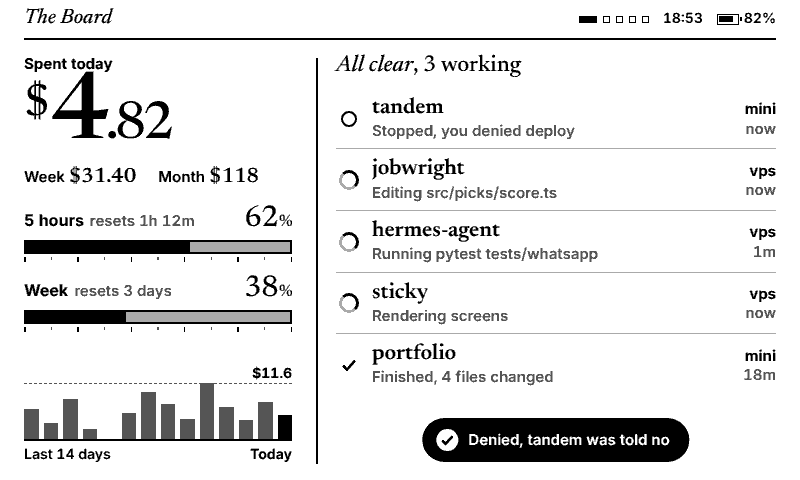 The Board
18:53 82%
Spent today
$4.82
Week $31.40 Month $118
5 hours resets 1h 12m 62%
Week resets 3 days 38%
$11.6
Last 14 days Today
All clear, 3 working
tandem mini
Stopped, you denied deploy now
jobwright vps
Editing src/picks/score.ts now
hermes-agent vps
Running pytest tests/whatsapp 1m
sticky vps
Rendering screens now
portfolio mini
Finished, 4 files changed 18m
Denied, tandem was told no